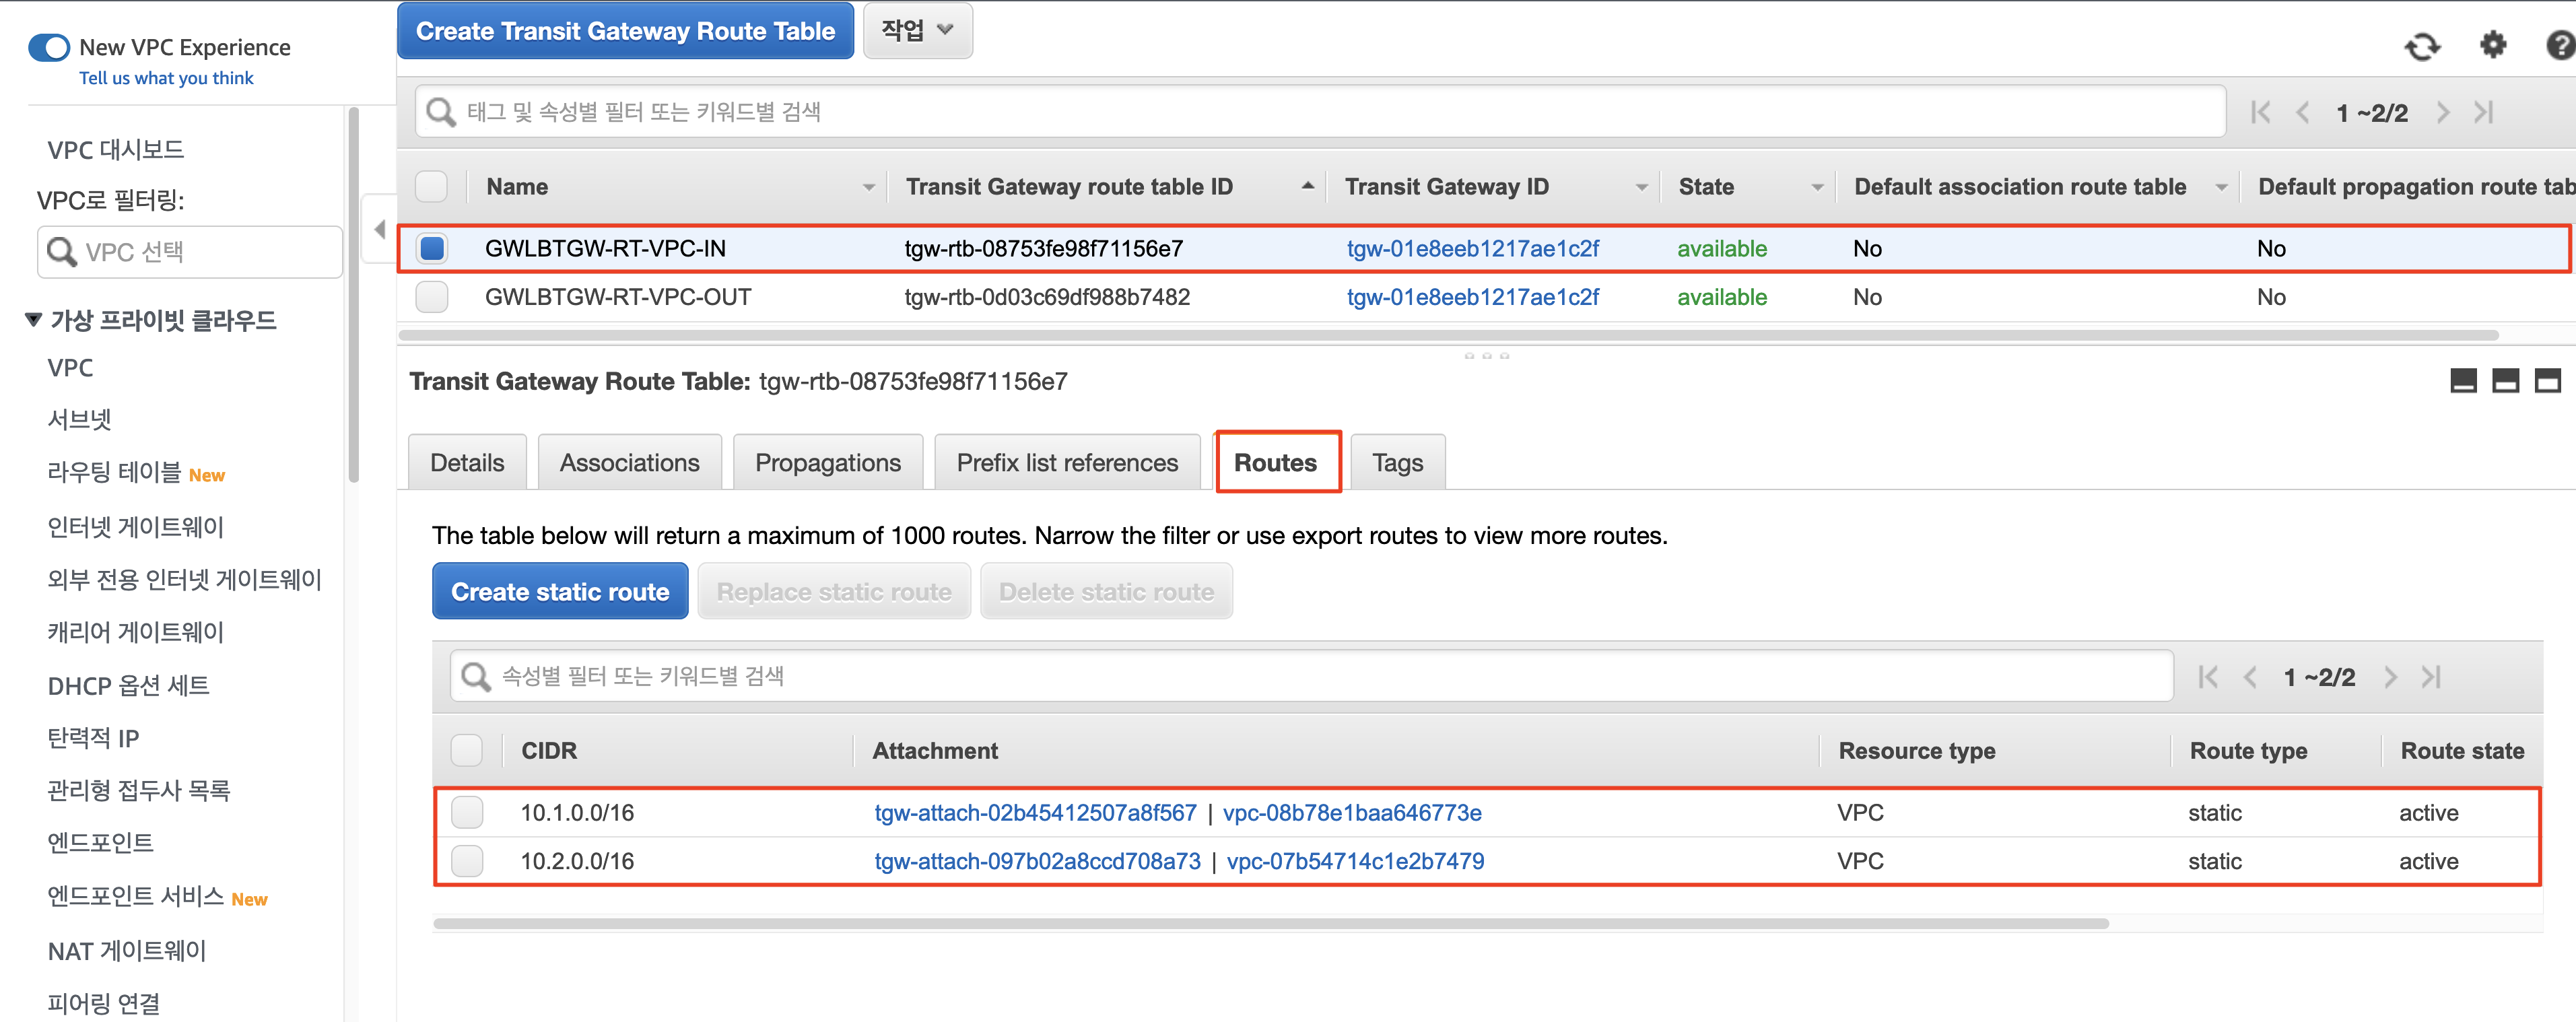 New VPC Experience
Tell us what you think
VPC 대시보드
VPC로 필터링:
VPC 선택
가상 프라이빗 클라우드
VPC
서브넷
라우팅 테이블 New
인터넷 게이트웨이
외부 전용 인터넷 게이트웨이
캐리어 게이트웨이
DHCP 옵션 세트
탄력적 IP
관리형 접두사 목록
엔드포인트
엔드포인트 서비스 New
NAT 게이트웨이
피어링 연결
Create Transit Gateway Route Table 작업
태그 및 속성별 필터 또는 키워드별 검색 1 ~2/2
Name Transit Gateway route table ID Transit Gateway ID State Default association route table Default propagation route tab
GWLBTGW-RT-VPC-IN tgw-rtb-08753fe98f71156e7 tgw-01e8eeb1217ae1c2f available No No
GWLBTGW-RT-VPC-OUT tgw-rtb-0d03c69df988b7482 tgw-01e8eeb1217ae1c2f available No No
Transit Gateway Route Table: tgw-rtb-08753fe98f71156e7
Details Associations Propagations Prefix list references Routes Tags
The table below will return a maximum of 1000 routes. Narrow the filter or use export routes to view more routes.
Create static route Replace static route Delete static route
속성별 필터 또는 키워드별 검색 1 ~2/2
CIDR Attachment Resource type Route type Route state
10.1.0.0/16 tgw-attach-02b45412507a8f567 | vpc-08b78e1baa646773e VPC static active
10.2.0.0/16 tgw-attach-097b02a8ccd708a73 | vpc-07b54714c1e2b7479 VPC static active